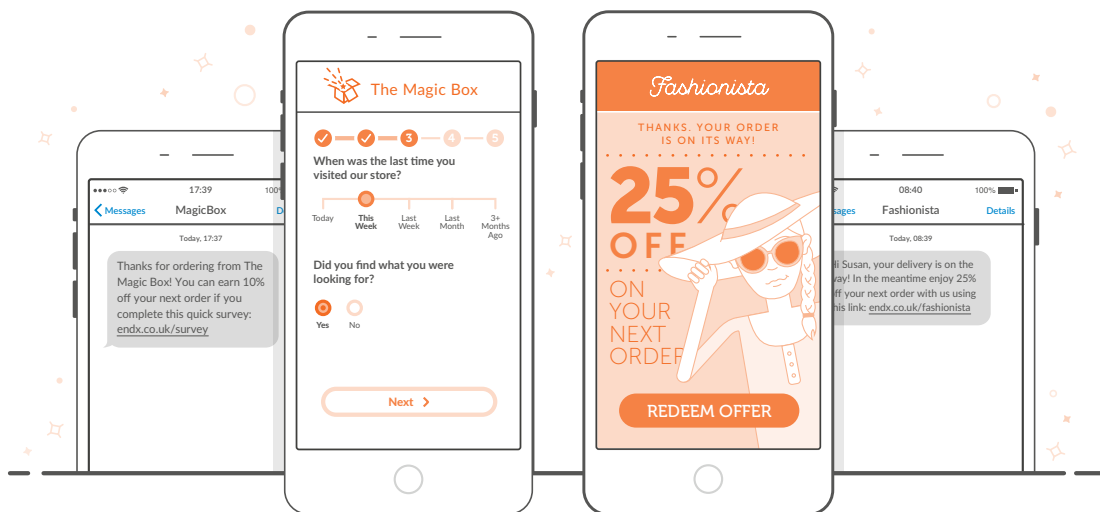 17:39
100%
Messages
MagicBox
Today, 17:37
Thanks for ordering from The
Magic Box! You can earn 10%
off your next order if you
complete this quick survey:
endx.co.uk/survey
The Magic Box
3
4
5
When was the last time you
visited our store?
Today
This
Week
Last
Week
Last
Month
3+
Months
Ago
Did you find what you were
looking for?
Yes
No
Next
Fashionista
THANKS. YOUR ORDER
IS ON ITS WAY!
25%
OFF
ON
YOUR
NEXT
ORDER
REDEEM OFFER
08:40
100%
Fashionista
Details
Today, 08:39
Susan, your delivery is on the
In the meantime enjoy 25%
your next order with us using
link: endx.co.uk/fashionista